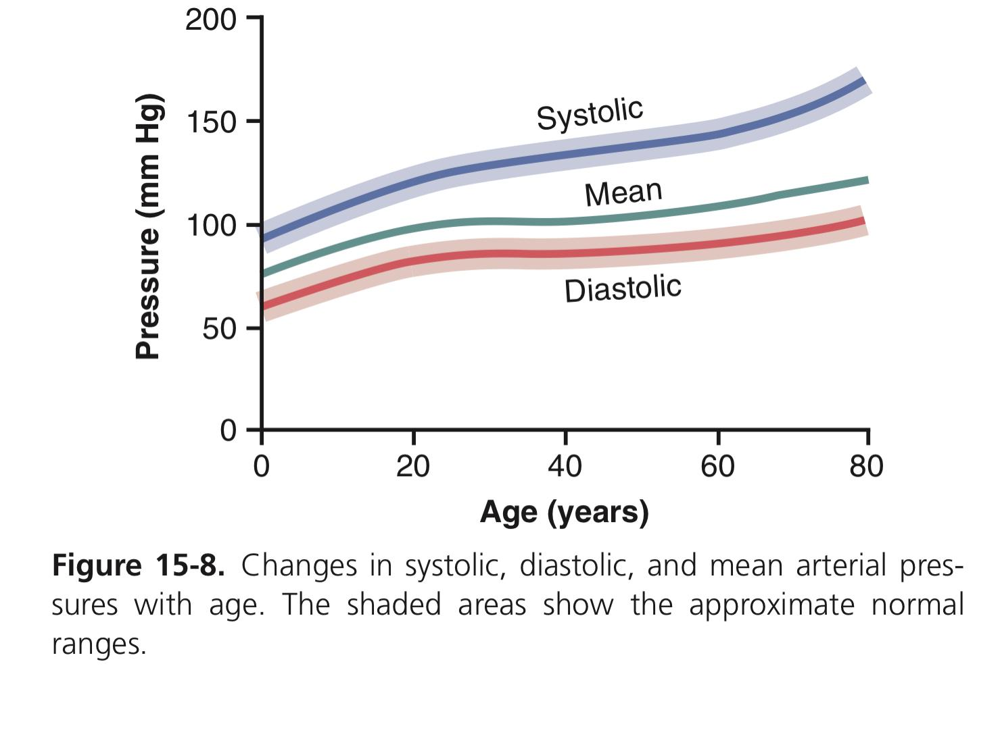 200
Systolic
150
Pressure (mm Hg)
Mean
100
Diastolic
50
0
0 20 40 60 80
Age (years)
Figure 15-8. Changes in systolic, diastolic, and mean arterial pres-
sures with age. The shaded areas show the approximate normal
ranges.